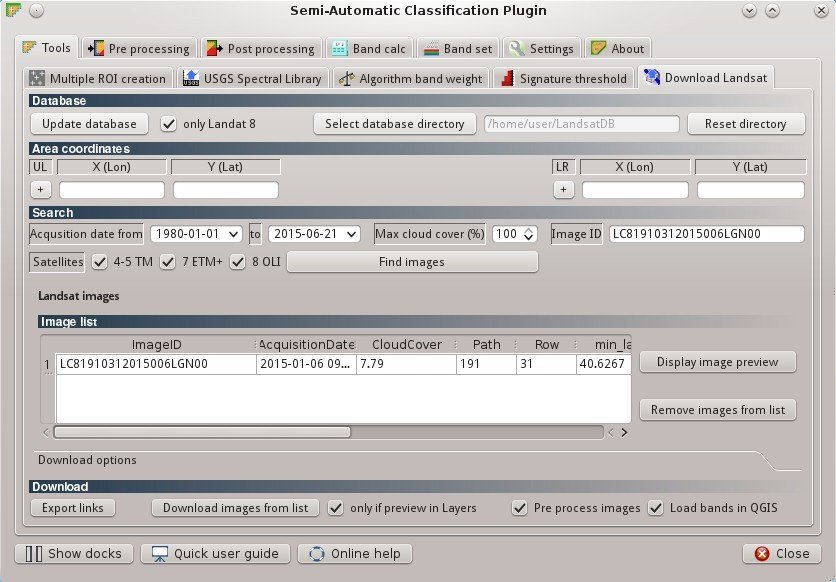 Semi-Automatic Classification Plugin
Tools Pre processing Post processing Band calc Band set Settings About
Multiple ROI creation USGS Spectral Library Algorithm band weight Signature threshold Download Landsat
Database
Update database only Landat 8 Select database directory /home/user/LandsatDB Reset directory
Area coordinates
UL X (Lon) Y (Lat) LR X (Lon) Y (Lat)
+ +
Search
Acqusition date from 1980-01-01 to 2015-06-21 Max cloud cover (%) 100 Image ID LC81910312015006LGN00
Satellites 4-5 TM 7 ETM+ 8 OLI Find images
Landsat images
Image list
ImageID AcquisitionDate CloudCover Path Row min_la
1 LC81910312015006LGN00 2015-01-06 09... 7.79 191 31 40.6267
Display image preview
Remove images from list
Download options
Download
Export links Download images from list only if preview in Layers Pre process images Load bands in QGIS
Show docks Quick user guide Online help Close